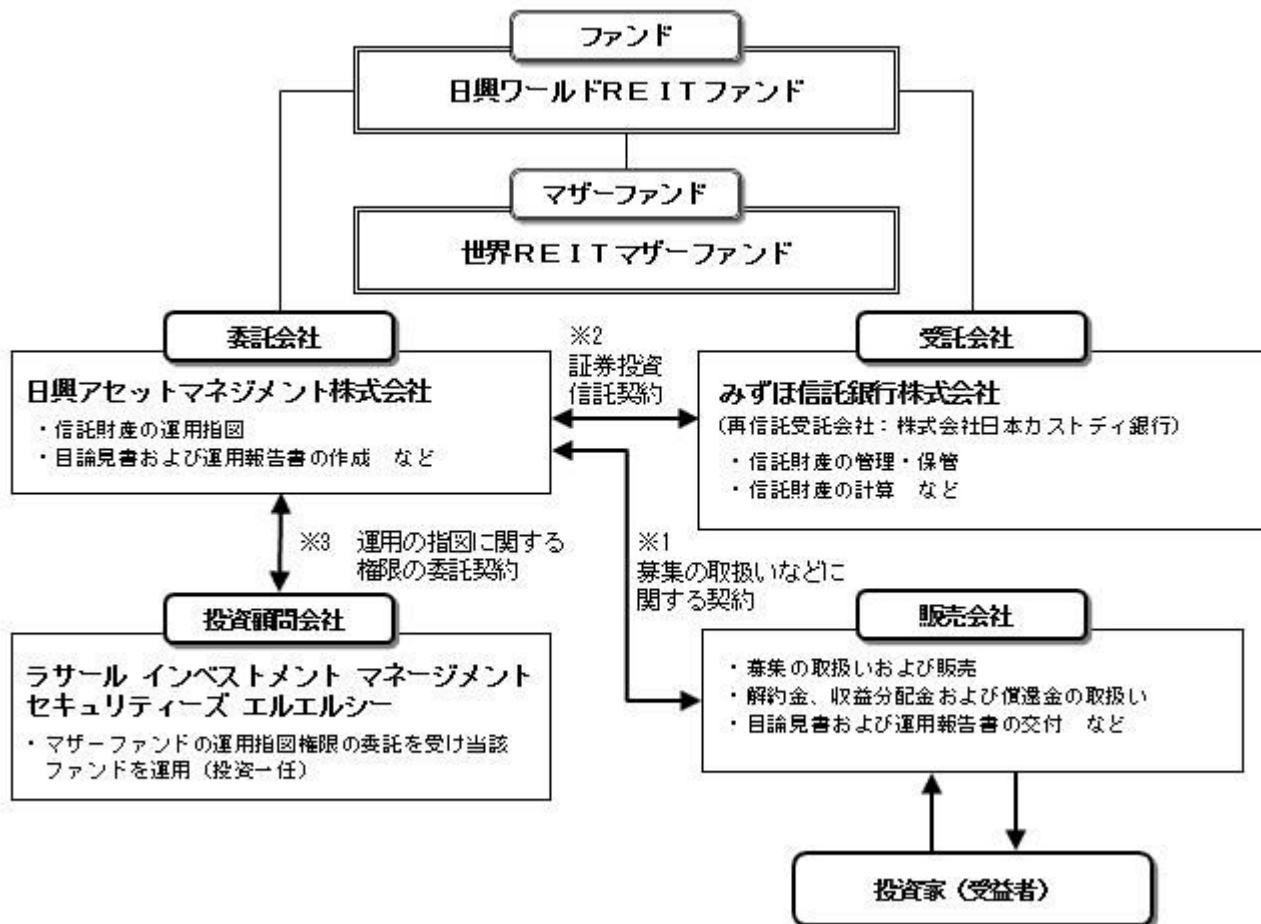 ファンド
日興ワールドREITファンド
マザーファンド
世界REITマザーファンド
委託会社
日興アセットマネジメント株式会社
・信託財産の運用指図
・目論見書および運用報告書の作成 など
※2
証券投資
信託契約
受託会社
みずほ信託銀行株式会社
(再信託受託会社:株式会社日本カストディ銀行)
・信託財産の管理・保管
・信託財産の計算 など
※3 運用の指図に関する
権限の委託契約
※1
募集の取扱いなどに
関する契約
投資顧問会社
ラサール インベストメント マネージメント
セキュリティーズ エルエルシー
・マザーファンドの運用指図権限の委託を受け当該
ファンドを運用(投資一任)
販売会社
・募集の取扱いおよび販売
・解約金、収益分配金および償還金の取扱い
・目論見書および運用報告書の交付 など
投資家(受益者)